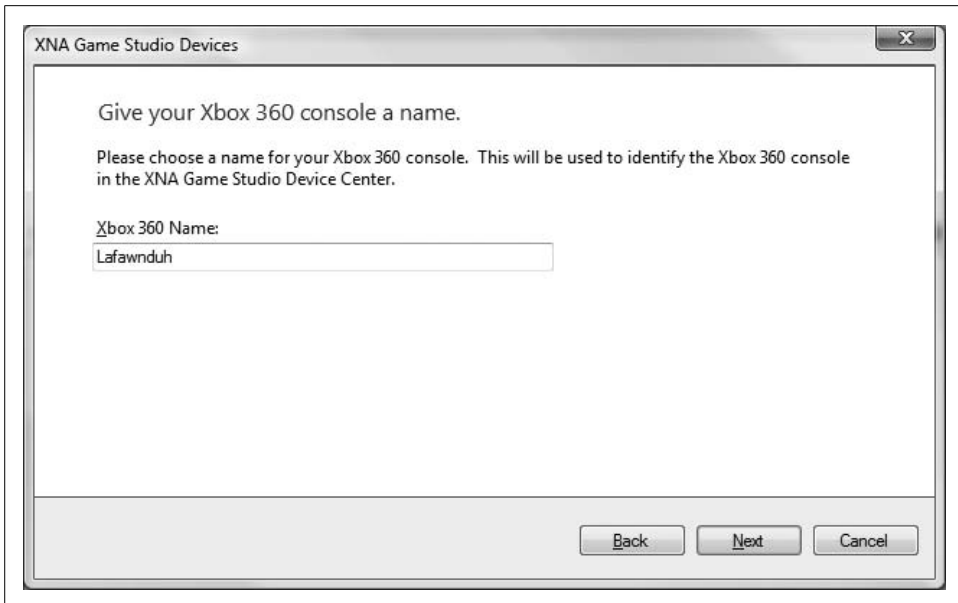 XNA Game Studio Devices
Give your Xbox 360 console a name.
Please choose a name for your Xbox 360 console. This will be used to identify the Xbox 360 console
in the XNA Game Studio Device Center.
Xbox 360 Name:
Lafawnduh
Back Next Cancel